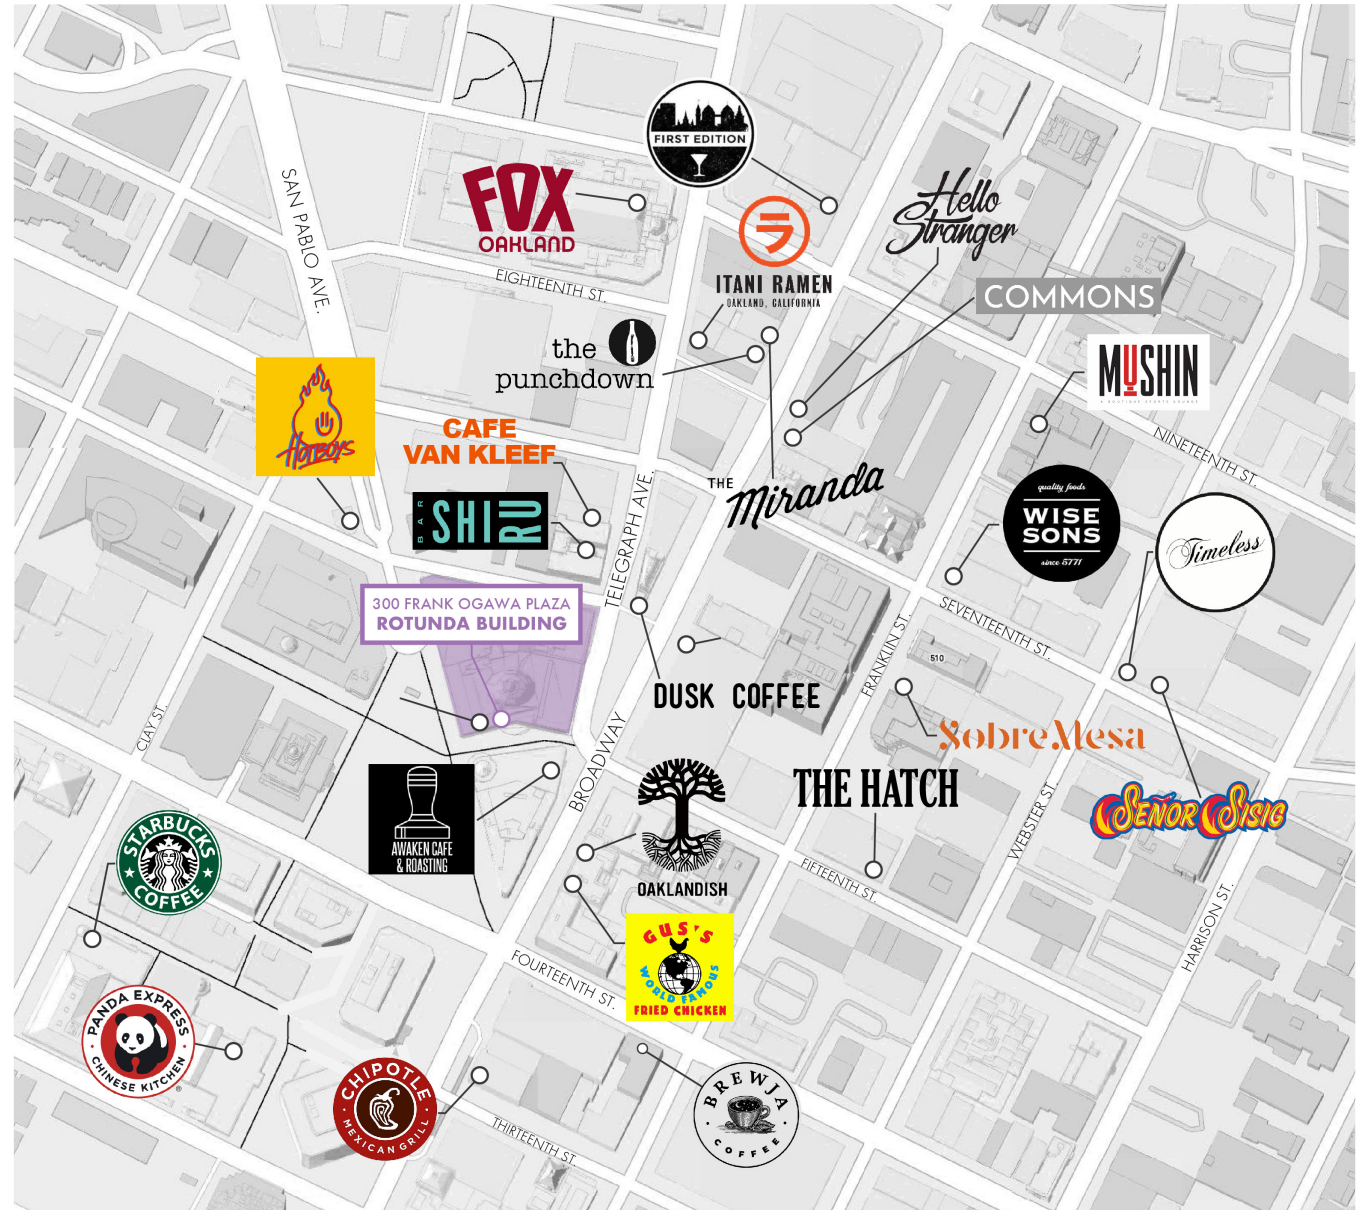 FIRST EDITION
FOX
OAKLAND
SAN PABLO AVE.
EIGHTEENTH ST.
ラ
ITANI RAMEN
OAKLAND, CALIFORNIA
Hello
Stranger
COMMONS
the
punchdown
MUSHIN
HOTBOYS
CAFE
VAN KLEEF
BAR
SHIRU
TELEGRAPH AVE.
THE
Miranda
NINETEENTH ST.
quality foods
WISE
SONS
since 5771
Timeless
300 FRANK OGAWA PLAZA
ROTUNDA BUILDING
SEVENTEENTH ST.
FRANKLIN ST.
510
DUSK COFFEE
SobreMesa
CLAY ST.
BROADWAY
THE HATCH
WEBSTER ST.
SEÑOR SISIG
AWAKEN CAFE
& ROASTING
STARBUCKS
COFFEE
OAKLANDISH
FIFTEENTH ST.
HARRISON ST.
GUS'S
WORLD FAMOUS
FRIED CHICKEN
FOURTEENTH ST.
PANDA EXPRESS
CHINESE KITCHEN
®
CHIPOTLE
MEXICAN GRILL
THIRTEENTH ST.
BREWJA
COFFEE